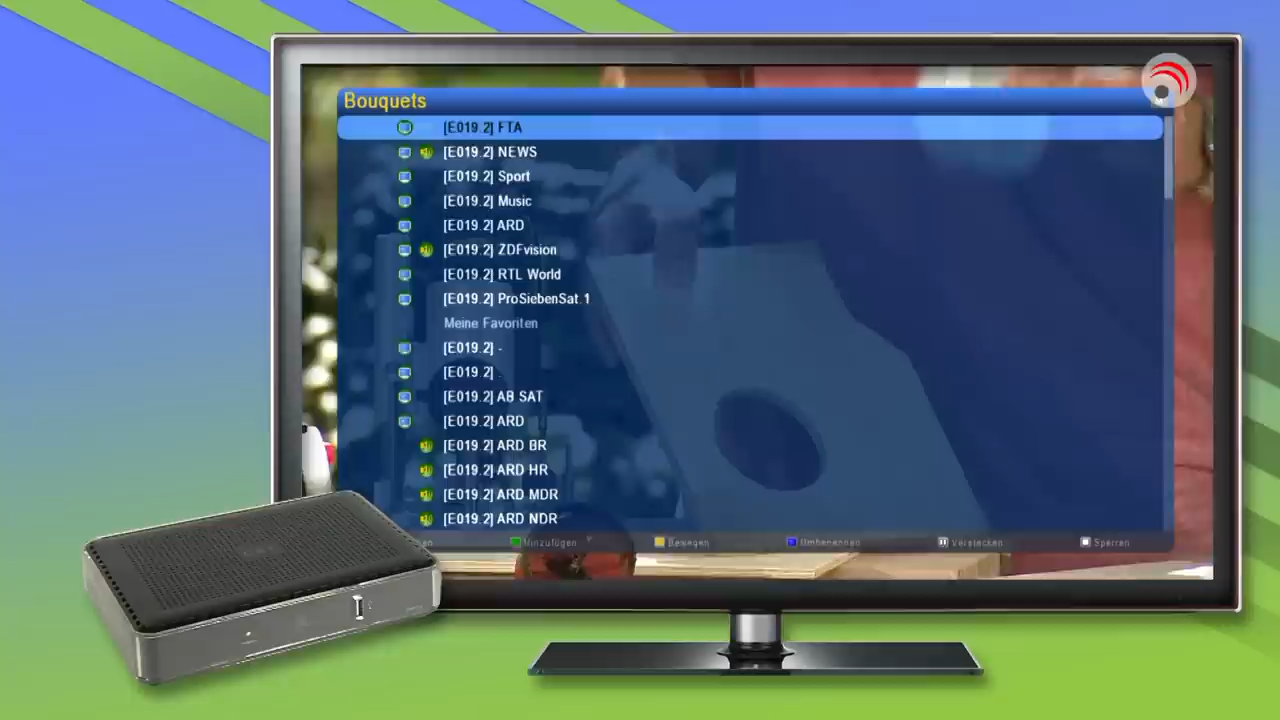 Bouquets
[E019.2] FTA
[E019.2] NEWS
[E019.2] Sport
[E019.2] Music
[E019.2] ARD
[E019.2] ZDFvision
[E019.2] RTL World
[E019.2] ProSiebenSat.1
Meine Favoriten
[E019.2] -
[E019.2] .
[E019.2] AB SAT
[E019.2] ARD
[E019.2] ARD BR
[E019.2] ARD HR
[E019.2] ARD MDR
[E019.2] ARD NDR
Hinzufügen Bewegen Umbenennen Verstecken Sperren